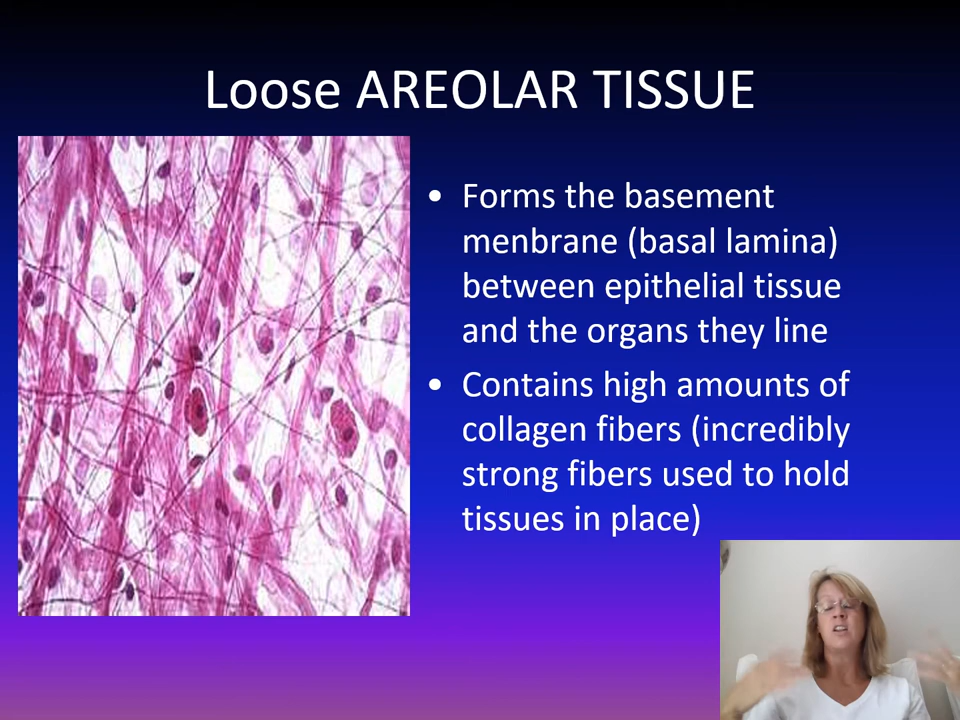 Loose AREOLAR TISSUE
• Forms the basement
menbrane (basal lamina)
between epithelial tissue
and the organs they line
• Contains high amounts of
collagen fibers (incredibly
strong fibers used to hold
tissues in place)